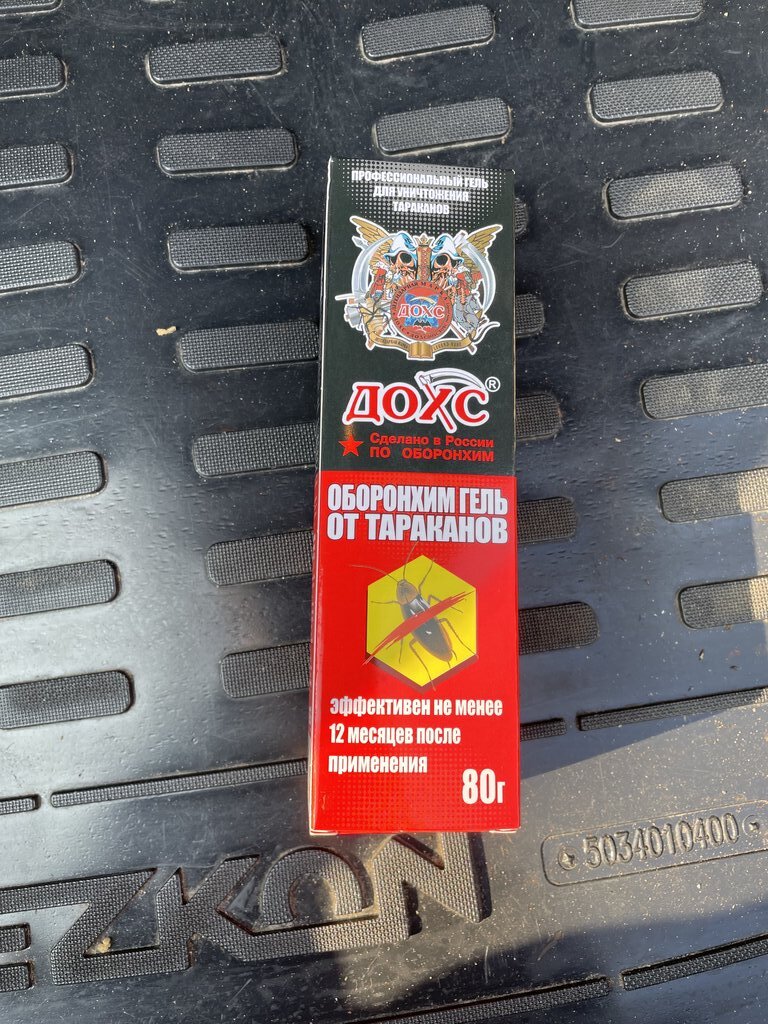 ПРОФЕССИОНАЛЬНЫЙ ГЕЛЬ
ДЛЯ УНИЧТОЖЕНИЯ
ТАРАКАНОВ
ДОХС
ДОХС®
Сделано в России
ПО ОБОРОНХИМ
ОБОРОНХИМ ГЕЛЬ
ОТ ТАРАКАНОВ
эффективен не менее
12 месяцев после
применения
80г
5034010400
EZKON